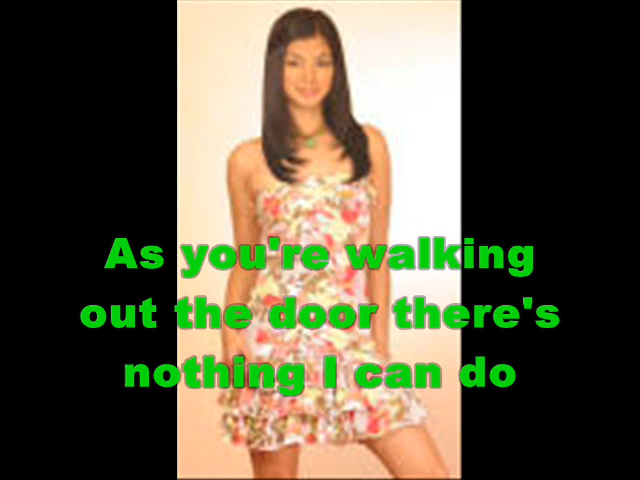 As you're walking
out the door there's
nothing I can do